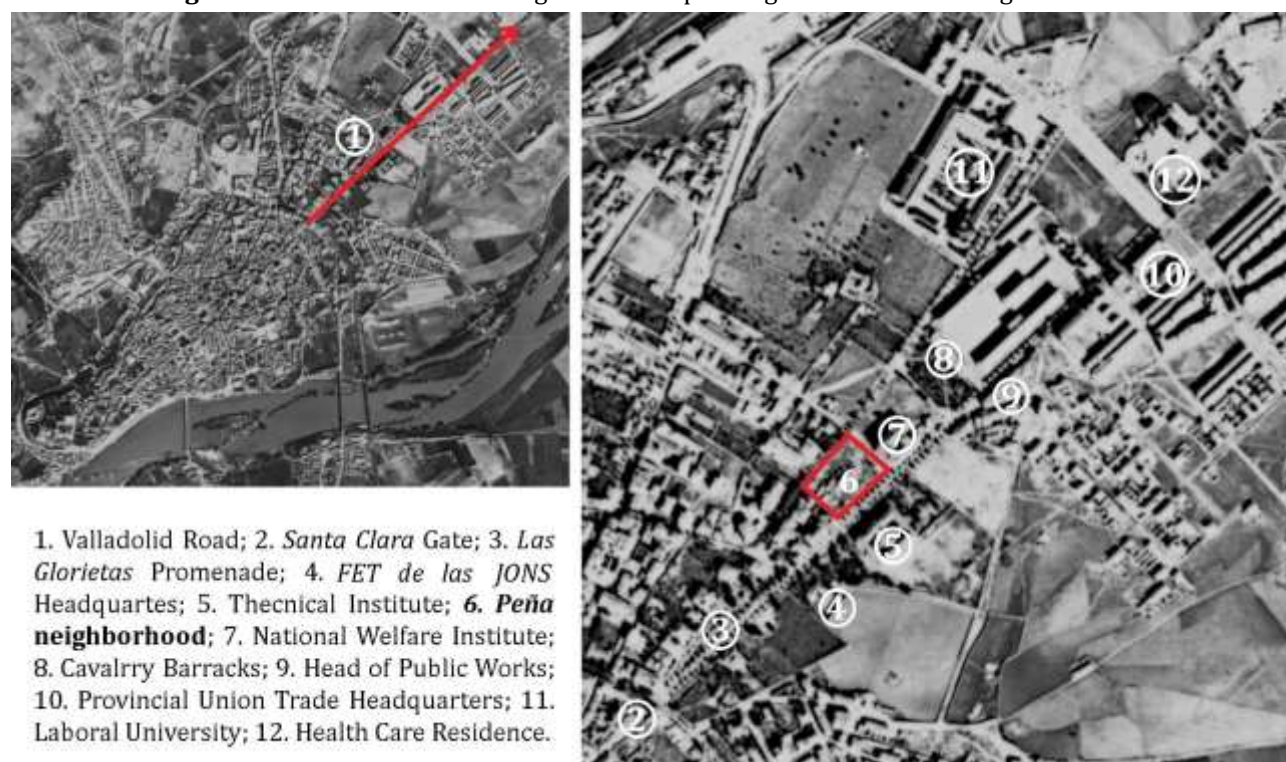 ①
⑪
⑫
⑩
⑧
⑨
⑦
6
⑤
④
③
②
1. Valladolid Road; 2. Santa Clara Gate; 3. Las
Glorietas Promenade; 4. FET de las JONS
Headquartes; 5. Thecnical Institute; 6. Peña
neighborhood; 7. National Welfare Institute;
8. Cavalrry Barracks; 9. Head of Public Works;
10. Provincial Union Trade Headquarters; 11.
Laboral University; 12. Health Care Residence.